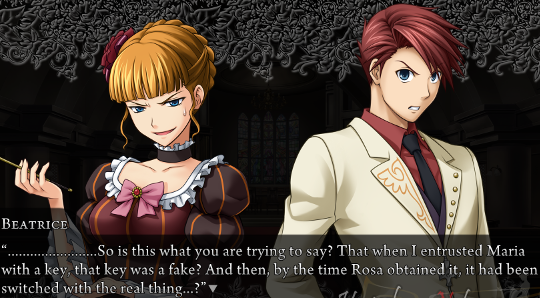 BEATRICE
“.......................So is this what you are trying to say? That when I entrusted Maria
with a key, that key was a fake? And then, by the time Rosa obtained it, it had been
switched with the real thing...?”